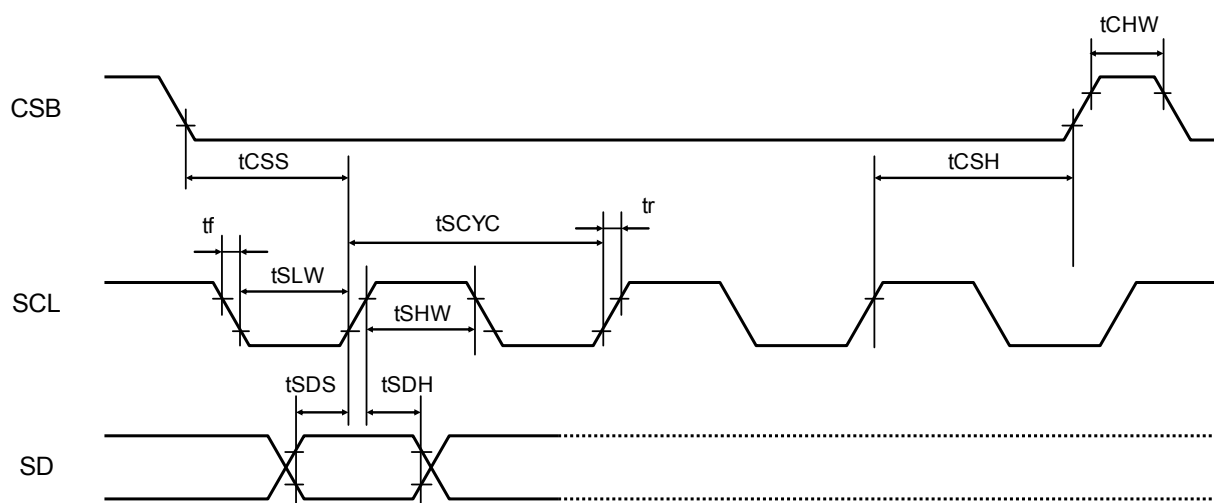 tCHW
CSB
tCSS
tCSH
tf
tSCYC
tr
tSLW
SCL
tSHW
tSDS
tSDH
SD